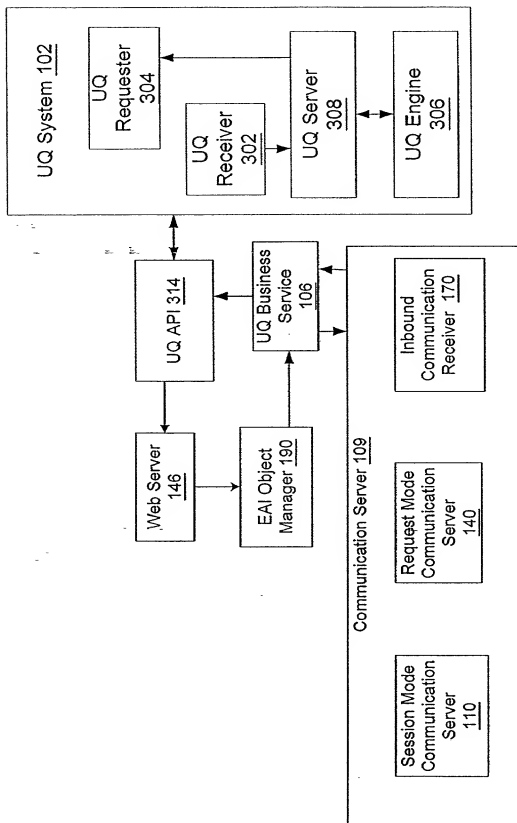 UQ System 102
UQ
Requester
304
UQ
Receiver
302
UQ Server
308
UQ Engine
306
UQ API 314
UQ Business
Service
106
Web Server
146
EAI Object
Manager 190
Communication Server 109
Session Mode
Communication
Server
110
Request Mode
Communication
Server
140
Inbound
Communication
Receiver 170